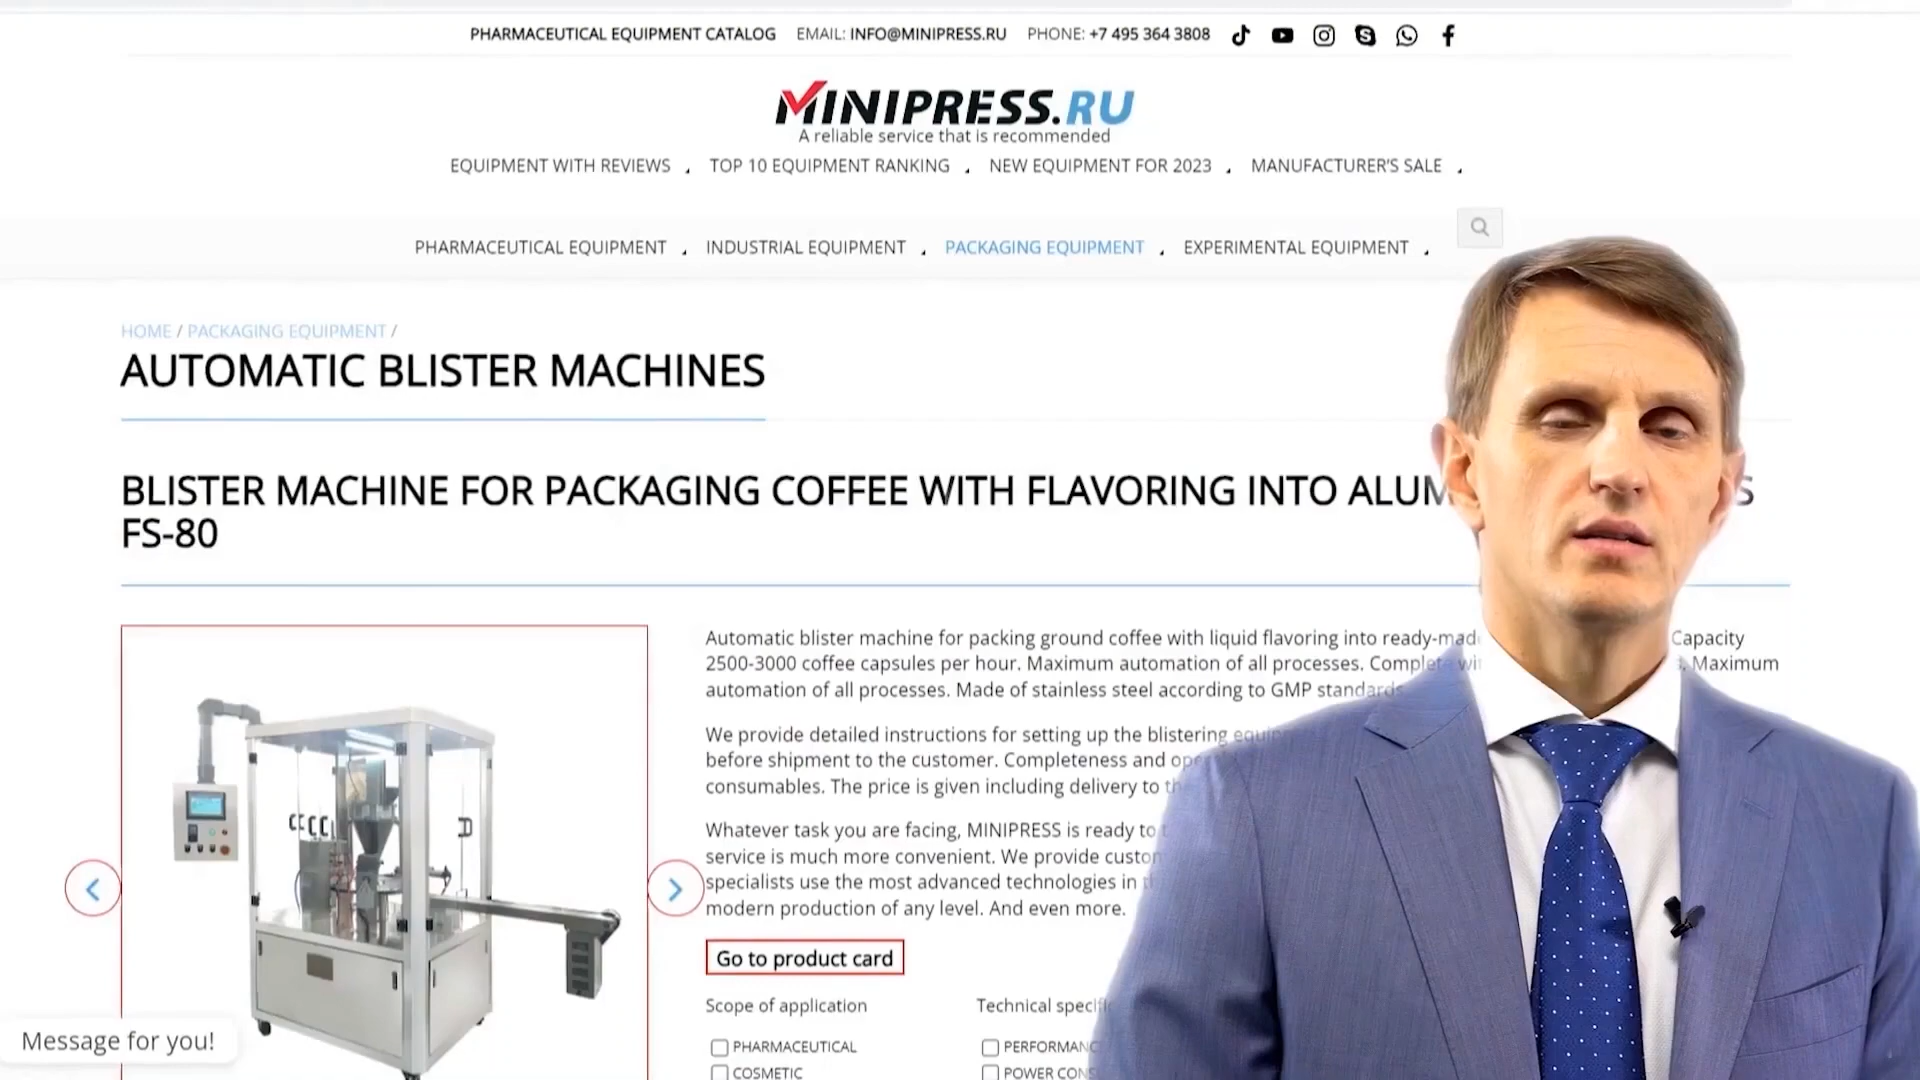 PHARMACEUTICAL EQUIPMENT CATALOG EMAIL: INFO@MINIPRESS.RU PHONE: +7 495 364 3808
MINIPRESS.RU
A reliable service that is recommended
EQUIPMENT WITH REVIEWS TOP 10 EQUIPMENT RANKING NEW EQUIPMENT FOR 2023 MANUFACTURER'S SALE
PHARMACEUTICAL EQUIPMENT INDUSTRIAL EQUIPMENT PACKAGING EQUIPMENT EXPERIMENTAL EQUIPMENT
HOME / PACKAGING EQUIPMENT /
AUTOMATIC BLISTER MACHINES
BLISTER MACHINE FOR PACKAGING COFFEE WITH FLAVORING INTO
FS-80
Automatic blister machine for packing ground coffee with liquid flavoring into Capacity
2500-3000 coffee capsules per hour. Maximum automation of all processes. Maximum
automation of all processes. Made of stainless steel according to GMP standards
We provide detailed instructions for setting up the blistering
before shipment to the customer. Completeness and
consumables. The price is given including delivery to
Whatever task you are facing, MINIPRESS is ready to
service is much more convenient. We provide
specialists use the most advanced technologies in
modern production of any level. And even more.
Go to product card
Scope of application Technical
PHARMACEUTICAL
COSMETIC POWER
Message for you!